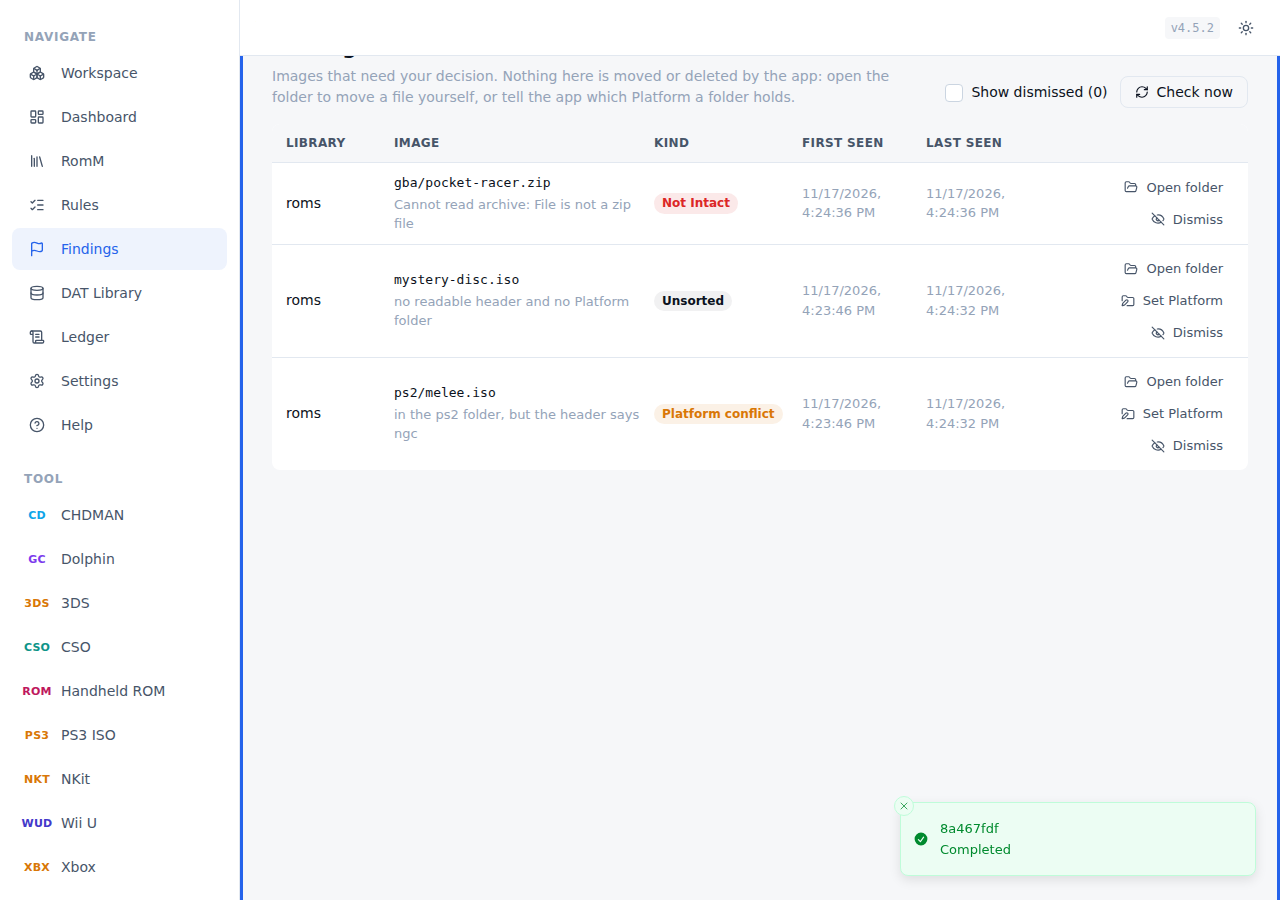 NAVIGATE
Workspace
Dashboard
RomM
Rules
Findings
DAT Library
Ledger
Settings
Help
TOOL
CD CHDMAN
GC Dolphin
3DS 3DS
CSO CSO
ROM Handheld ROM
PS3 PS3 ISO
NKT NKit
WUD Wii U
XBX Xbox
v4.5.2
Images that need your decision. Nothing here is moved or deleted by the app: open the
folder to move a file yourself, or tell the app which Platform a folder holds.
Show dismissed (0)
Check now
LIBRARY IMAGE KIND FIRST SEEN LAST SEEN
roms
gba/pocket-racer.zip
Cannot read archive: File is not a zip
file
Not Intact
11/17/2026,
4:24:36 PM
11/17/2026,
4:24:36 PM
Open folder
Dismiss
roms
mystery-disc.iso
no readable header and no Platform
folder
Unsorted
11/17/2026,
4:23:46 PM
11/17/2026,
4:24:32 PM
Open folder
Set Platform
Dismiss
roms
ps2/melee.iso
in the ps2 folder, but the header says
ngc
Platform conflict
11/17/2026,
4:23:46 PM
11/17/2026,
4:24:32 PM
Open folder
Set Platform
Dismiss
8a467fdf
Completed